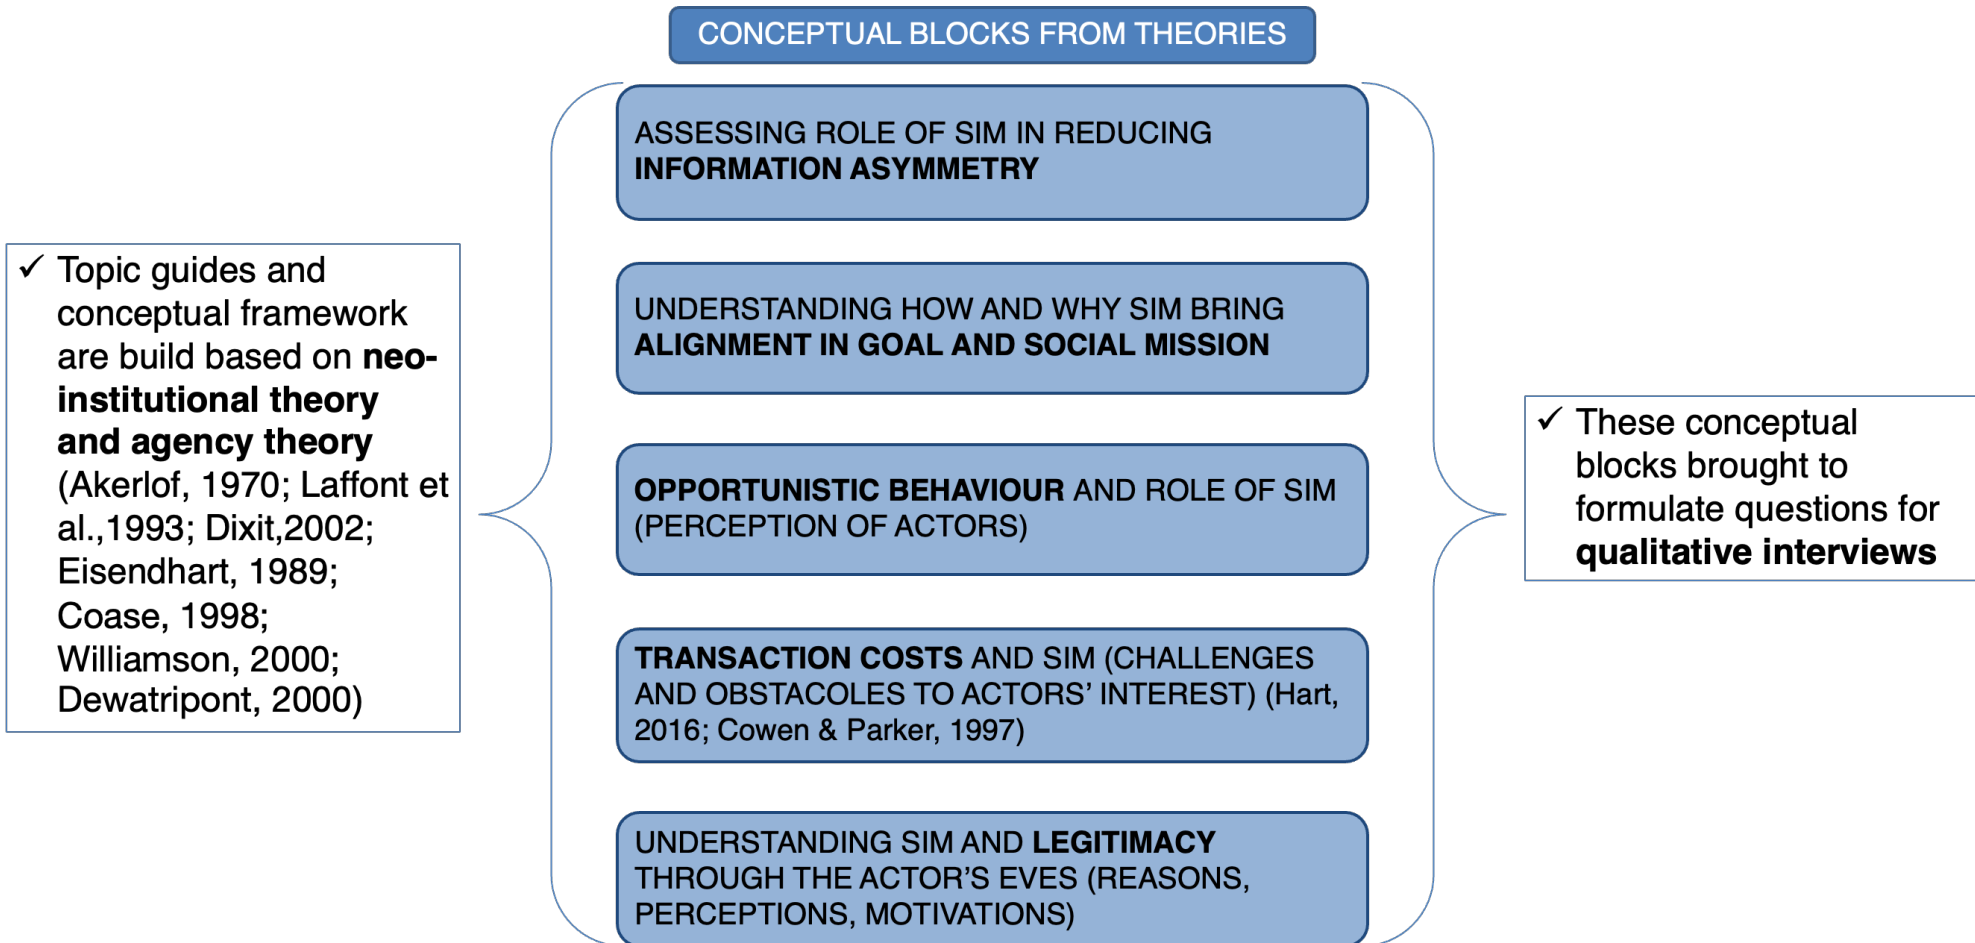 CONCEPTUAL BLOCKS FROM THEORIES
✓ Topic guides and
conceptual framework
are build based on neo-
institutional theory
and agency theory
(Akerlof, 1970; Laffont et
al.,1993; Dixit,2002;
Eisendhart, 1989;
Coase, 1998;
Williamson, 2000;
Dewatripont, 2000)
ASSESSING ROLE OF SIM IN REDUCING
INFORMATION ASYMMETRY
UNDERSTANDING HOW AND WHY SIM BRING
ALIGNMENT IN GOAL AND SOCIAL MISSION
OPPORTUNISTIC BEHAVIOUR AND ROLE OF SIM
(PERCEPTION OF ACTORS)
TRANSACTION COSTS AND SIM (CHALLENGES
AND OBSTACOLES TO ACTORS’ INTEREST) (Hart,
2016; Cowen & Parker, 1997)
UNDERSTANDING SIM AND LEGITIMACY
THROUGH THE ACTOR’S EVES (REASONS,
PERCEPTIONS, MOTIVATIONS)
✓ These conceptual
blocks brought to
formulate questions for
qualitative interviews